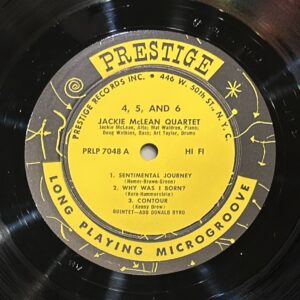 PRESTIGE
PRESTIGE RECORDS INC. • 446 W. 50th ST., N.Y.C.
4, 5, AND 6
JACKIE McLEAN QUARTET
Jackie McLean, Alto; Mal Waldron, Piano;
Doug Watkins, Bass; Art Taylor, Drums
PRLP 7048 A HI FI
1. SENTIMENTAL JOURNEY
(Homer-Brown-Green)
2. WHY WAS I BORN?
(Kern-Hammerstein)
3. CONTOUR
(Kenny Drew)
QUINTET—ADD DONALD BYRD
LONG PLAYING MICROGROOVE